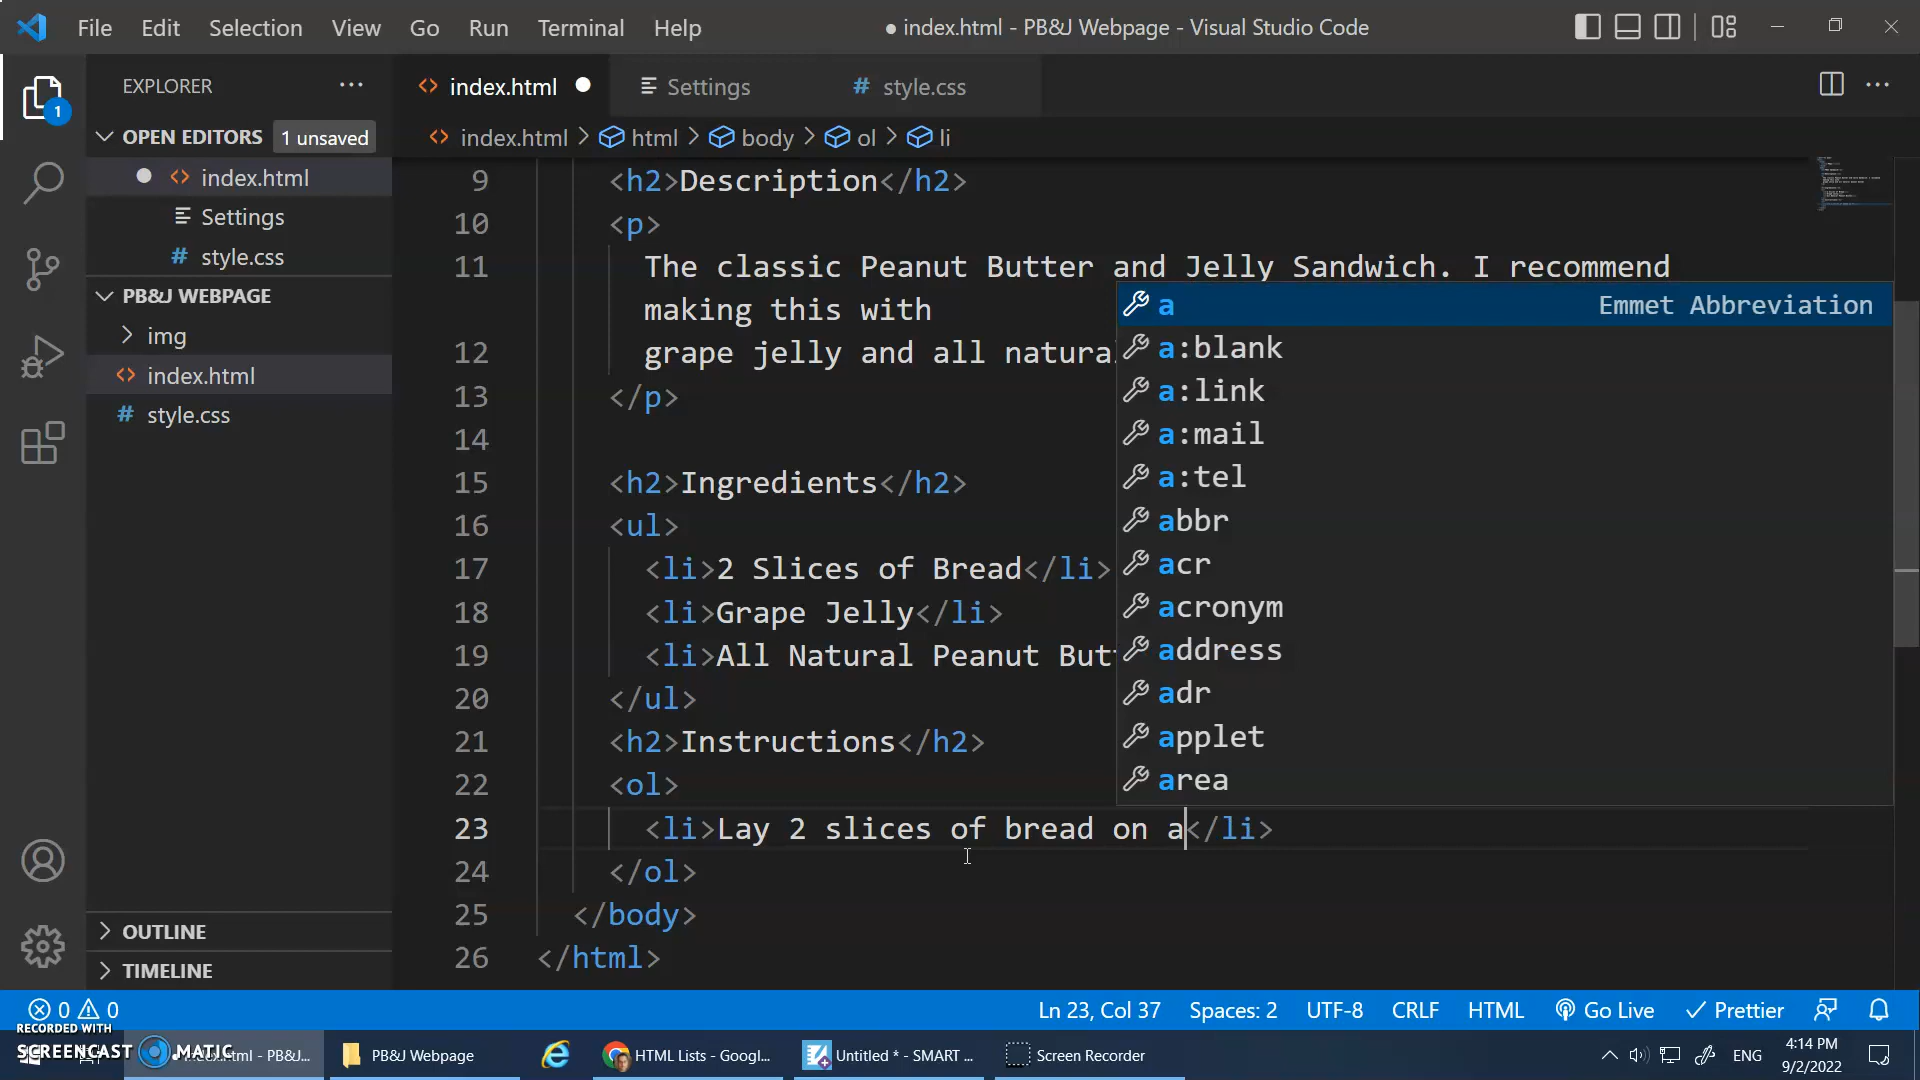 File Edit Selection View Go Run Terminal Help
● index.html - PB&J Webpage - Visual Studio Code
1
EXPLORER ···
OPEN EDITORS 1 unsaved
<> index.html
Settings
# style.css
PB&J WEBPAGE
img
<> index.html
# style.css
OUTLINE
TIMELINE
<> index.html
Settings
# style.css
<> index.html > html > body > ol > li
9 <h2>Description</h2>
10 <p>
11 The classic Peanut Butter and Jelly Sandwich. I recommend
making this with
12 grape jelly and all natural
13 </p>
14
15 <h2>Ingredients</h2>
16 <ul>
17 <li>2 Slices of Bread</li>
18 <li>Grape Jelly</li>
19 <li>All Natural Peanut Butt
20 </ul>
21 <h2>Instructions</h2>
22 <ol>
23 <li>Lay 2 slices of bread on a</li>
24 </ol>
25 </body>
26 </html>
a Emmet Abbreviation
a:blank
a:link
a:mail
a:tel
abbr
acr
acronym
address
adr
applet
area
0 0
Ln 23, Col 37 Spaces: 2 UTF-8 CRLF HTML Go Live Prettier
RECORDED WITH
SCREENCAST MATIC
.html - PB&J...
PB&J Webpage
HTML Lists - Googl...
Untitled * - SMART ...
Screen Recorder
ENG
4:14 PM
9/2/2022